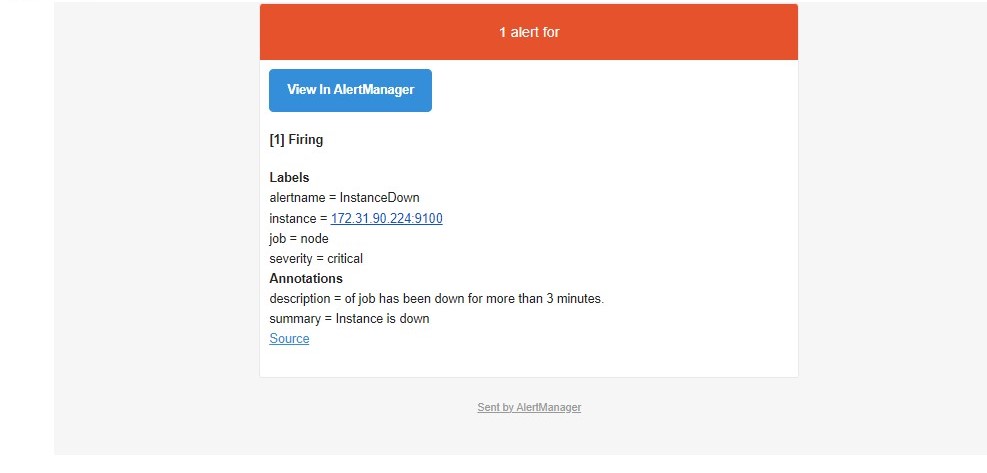 1 alert for
View In AlertManager
[1] Firing
Labels
alertname = InstanceDown
instance = 172.31.90.224:9100
job = node
severity = critical
Annotations
description = of job has been down for more than 3 minutes.
summary = Instance is down
Source
Sent by AlertManager